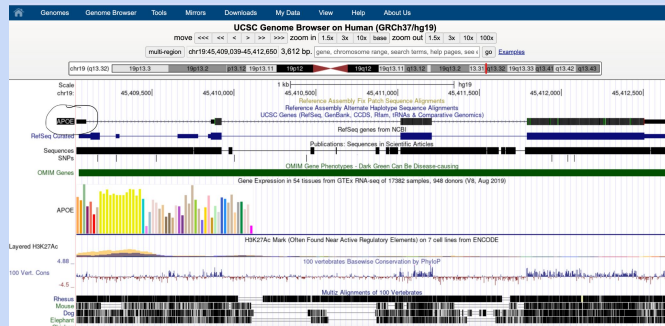 Genomes Genome Browser Tools Mirrors Downloads My Data View Help About Us
UCSC Genome Browser on Human (GRCh37/hg19)
move <<< << < > >> >>> zoom in 1.5x 3x 10x base zoom out 1.5x 3x 10x 100x
multi-region chr19:45,409,039-45,412,650 3,612 bp. gene, chromosome range, search terms, help pages, see go Examples
chr19 (q13.32) 19p13.3 19p13.2 p13.12 19p13.11 19p12 19q12 19q13.11 q13.12 19q13.2 13.31 q13.32 19q13.33 q13.41 q13.42 q13.43
Scale 1 kb hg19
chr19: 45,409,500 45,410,000 45,410,500 45,411,000 45,411,500 45,412,000 45,412,500
Reference Assembly Fix Patch Sequence Alignments
Reference Assembly Alternate Haplotype Sequence Alignments
UCSC Genes (RefSeq, GenBank, CCDS, Rfam, tRNAs & Comparative Genomics)
APOE
RefSeq genes from NCBI
RefSeq Curated
Publications: Sequences in Scientific Articles
Sequences
SNPs
OMIM Gene Phenotypes - Dark Green Can Be Disease-causing
OMIM Genes
Gene Expression in 54 tissues from GTEx RNA-seq of 17382 samples, 948 donors (V8, Aug 2019)
APOE
H3K27Ac Mark (Often Found Near Active Regulatory Elements) on 7 cell lines from ENCODE
Layered H3K27Ac
4.88 _
100 vertebrates Basewise Conservation by PhyloP
100 Vert. Cons
-4.5 _
Multiz Alignments of 100 Vertebrates
Rhesus
Mouse
Dog
Elephant